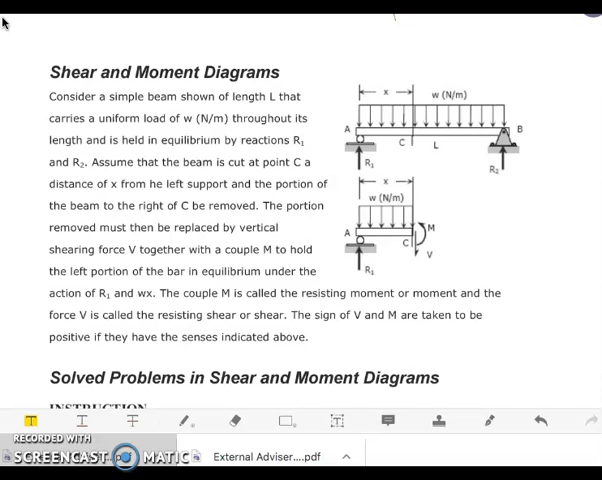 Shear and Moment Diagrams
Consider a simple beam shown of length L that
carries a uniform load of w (N/m) throughout its
length and is held in equilibrium by reactions R1
and R2. Assume that the beam is cut at point C a
distance of x from he left support and the portion of
the beam to the right of C be removed. The portion
removed must then be replaced by vertical
shearing force V together with a couple M to hold
the left portion of the bar in equilibrium under the
action of R1 and wx. The couple M is called the resisting moment or moment and the
force V is called the resisting shear or shear. The sign of V and M are taken to be
positive if they have the senses indicated above.
x
w (N/m)
A
B
C
L
R1
R2
x
w (N/m)
A
M
C
V
R1
Solved Problems in Shear and Moment Diagrams
INSTRUCTION
T T T T
RECORDED WITH
SCREENCAST MATIC
.pdf
External Adviser....pdf